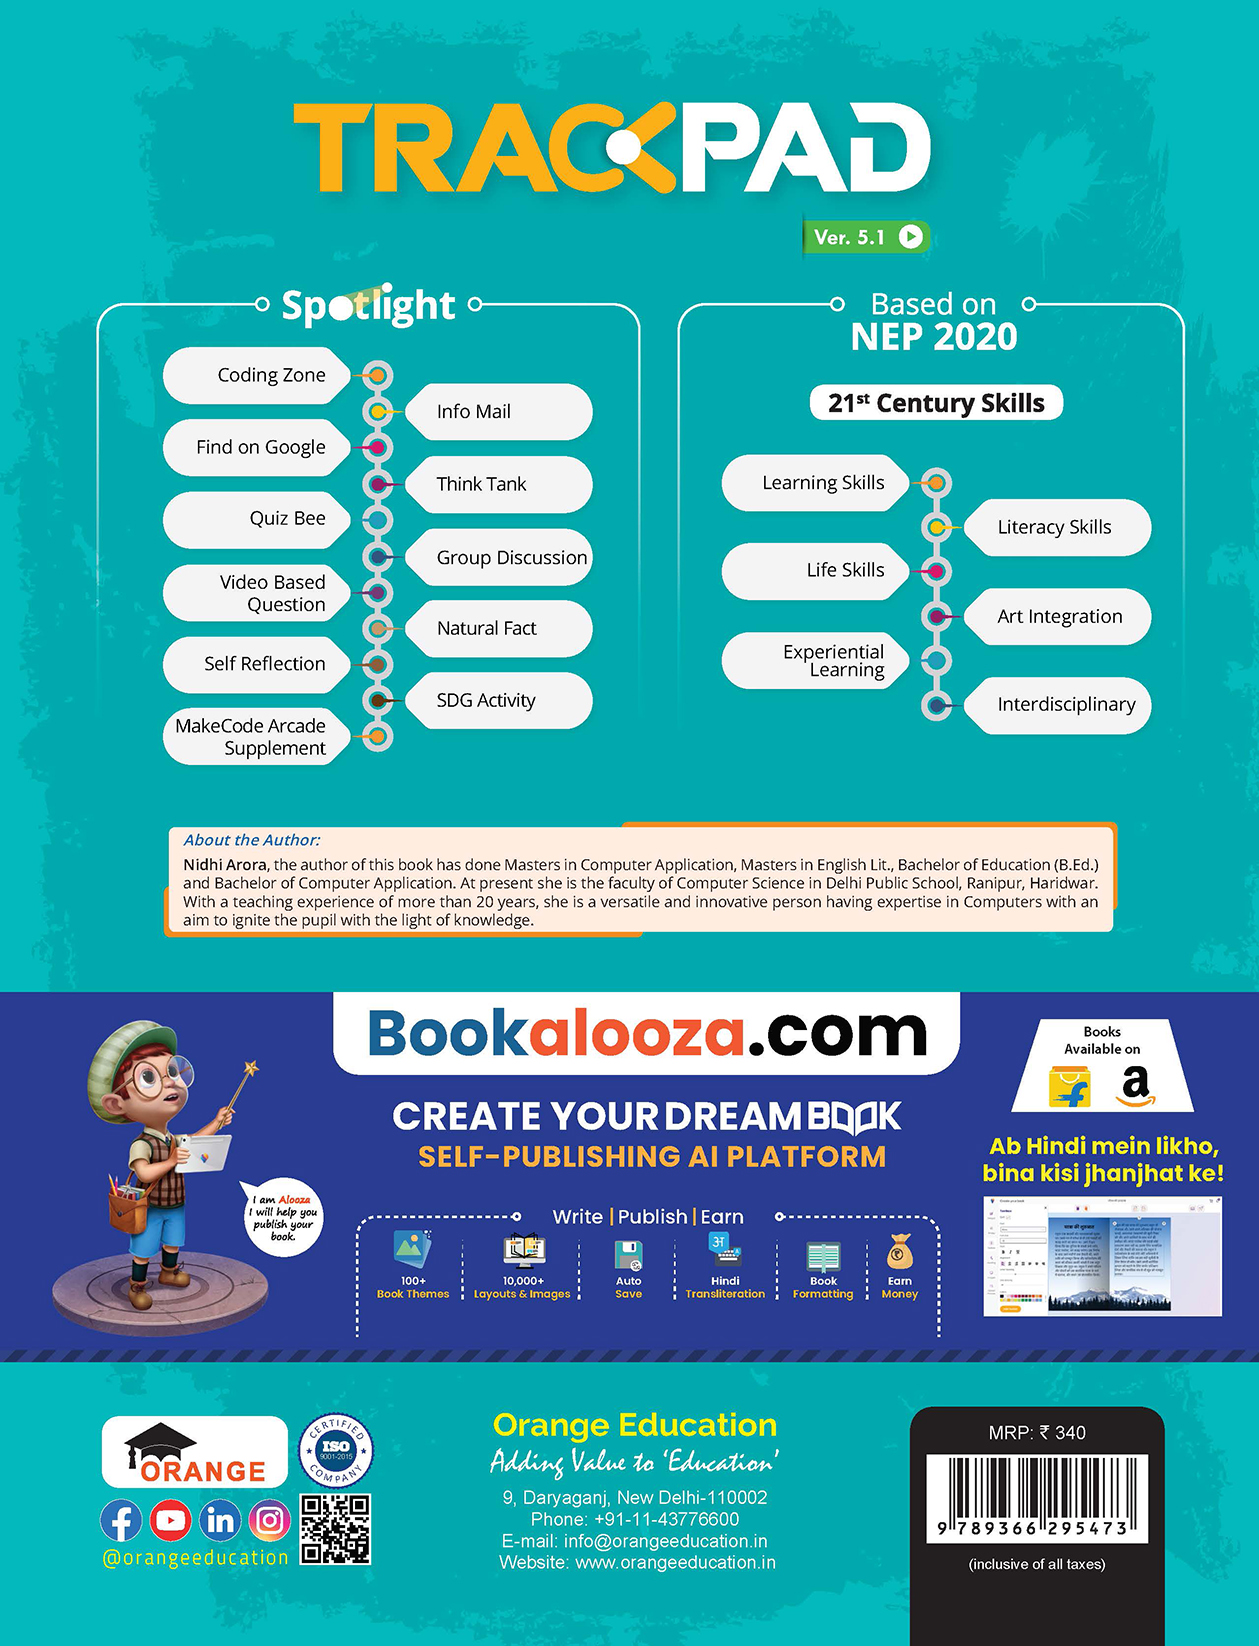 TRACKPAD
Ver. 5.1
Spotlight
Coding Zone
Info Mail
Find on Google
Think Tank
Quiz Bee
Group Discussion
Video Based
Question
Natural Fact
Self Reflection
SDG Activity
MakeCode Arcade
Supplement
Based on
NEP 2020
21st Century Skills
Learning Skills
Literacy Skills
Life Skills
Art Integration
Experiential
Learning
Interdisciplinary
About the Author:
Nidhi Arora, the author of this book has done Masters in Computer Application, Masters in English Lit., Bachelor of Education (B.Ed.)
and Bachelor of Computer Application. At present she is the faculty of Computer Science in Delhi Public School, Ranipur, Haridwar.
With a teaching experience of more than 20 years, she is a versatile and innovative person having expertise in Computers with an
aim to ignite the pupil with the light of knowledge.
Bookalooza.com
CREATE YOUR DREAM BOOK
SELF-PUBLISHING AI PLATFORM
I am Alooza
I will help you
publish your
book.
Write | Publish | Earn
100+
Book Themes
10,000+
Layouts & Images
Auto
Save
अ
Hindi
Transliteration
Book
Formatting
₹
Earn
Money
Books
Available on
f
a
Ab Hindi mein likho,
bina kisi jhanjhat ke!
ORANGE
CERTIFIED
ISO
9001-2015
COMPANY
@orangeeducation
Orange Education
Adding Value to 'Education'
9, Daryaganj, New Delhi-110002
Phone: +91-11-43776600
E-mail: info@orangeeducation.in
Website: www.orangeeducation.in
MRP: ₹ 340
9 789366 295473
(inclusive of all taxes)